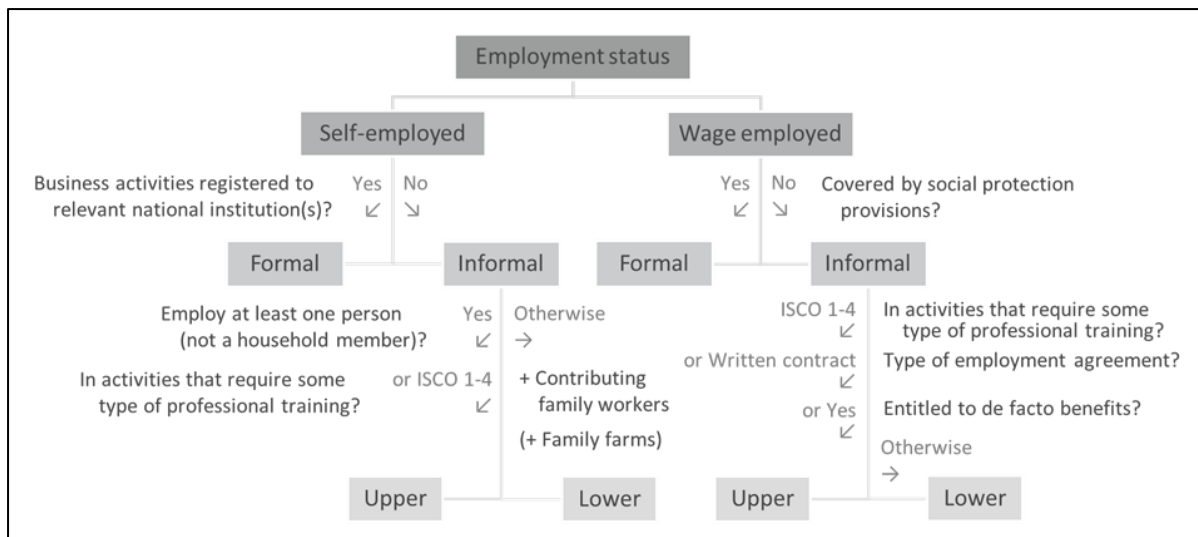 Employment status
Self-employed
Wage employed
Business activities registered to
relevant national institution(s)?
Yes
No
Yes
No
Covered by social protection
provisions?
Formal
Informal
Formal
Informal
Employ at least one person
(not a household member)?
Yes
Otherwise
In activities that require some
type of professional training?
or ISCO 1-4
+ Contributing
family workers
(+ Family farms)
ISCO 1-4
In activities that require some
type of professional training?
or Written contract
Type of employment agreement?
or Yes
Entitled to de facto benefits?
Otherwise
Upper
Lower
Upper
Lower